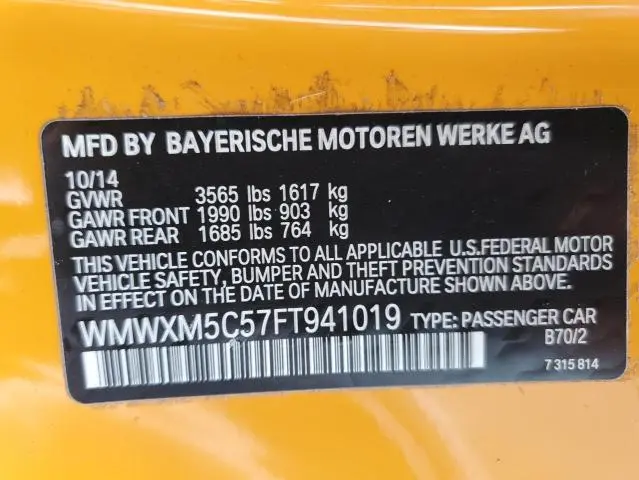 MFD BY BAYERISCHE MOTOREN WERKE AG
10/14
GVWR 3565 lbs 1617 kg
GAWR FRONT 1990 lbs 903 kg
GAWR REAR 1685 lbs 764 kg
THIS VEHICLE CONFORMS TO ALL APPLICABLE U.S.FEDERAL MOTOR
VEHICLE SAFETY, BUMPER AND THEFT PREVENTION STANDARDS
IN EFFECT ON THE DATE OF MANUFACTURE SHOWN ABOVE.
WMWXM5C57FT941019 TYPE: PASSENGER CAR
B70/2
7 315 814